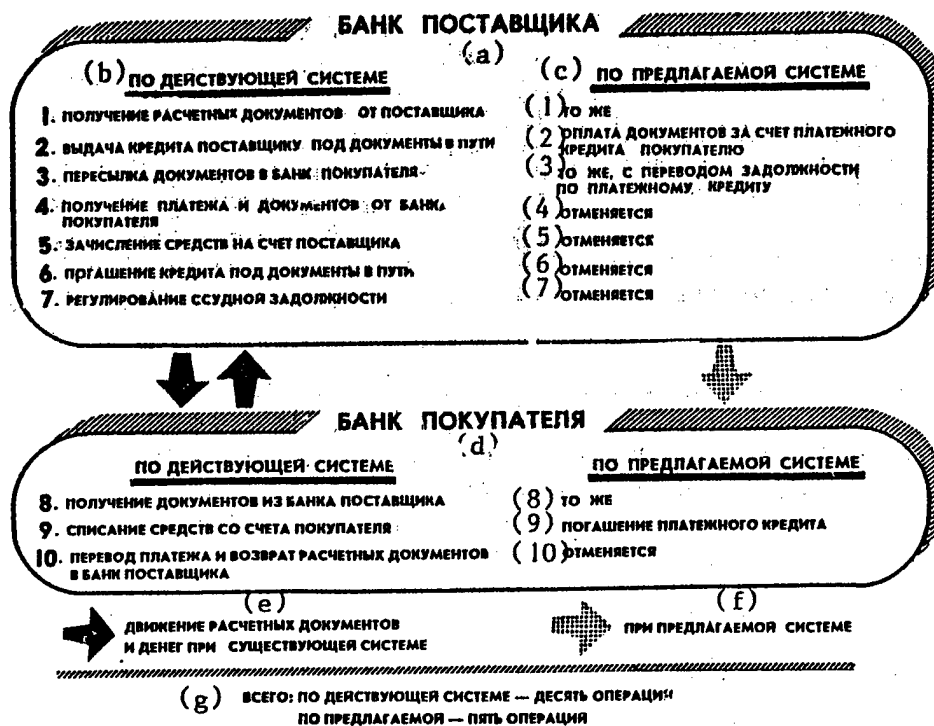 БАНК ПОСТАВЩИКА
(a)
(b) ПО ДЕЙСТВУЮЩЕЙ СИСТЕМЕ
1. ПОЛУЧЕНИЕ РАСЧЕТНЫХ ДОКУМЕНТОВ ОТ ПОСТАВЩИКА
2. ВЫДАЧА КРЕДИТА ПОСТАВЩИКУ ПОД ДОКУМЕНТЫ В ПУТИ
3. ПЕРЕСЫЛКА ДОКУМЕНТОВ В БАНК ПОКУПАТЕЛЯ
4. ПОЛУЧЕНИЕ ПЛАТЕЖА И ДОКУМЕНТОВ ОТ БАНКА
ПОКУПАТЕЛЯ
5. ЗАЧИСЛЕНИЕ СРЕДСТВ НА СЧЕТ ПОСТАВЩИКА
6. ПОГАШЕНИЕ КРЕДИТА ПОД ДОКУМЕНТЫ В ПУТИ
7. РЕГУЛИРОВАНИЕ ССУДНОЙ ЗАДОЛЖНОСТИ
(c) ПО ПРЕДЛАГАЕМОЙ СИСТЕМЕ
(1) ТО ЖЕ
(2) ОПЛАТА ДОКУМЕНТОВ ЗА СЧЕТ ПЛАТЕЖНОГО
КРЕДИТА ПОКУПАТЕЛЮ
(3) ТО ЖЕ, С ПЕРЕВОДОМ ЗАДОЛЖНОСТИ
ПО ПЛАТЕЖНОМУ КРЕДИТУ
(4) ОТМЕНЯЕТСЯ
(5) ОТМЕНЯЕТСЯ
(6) ОТМЕНЯЕТСЯ
(7) ОТМЕНЯЕТСЯ
БАНК ПОКУПАТЕЛЯ
(d)
ПО ДЕЙСТВУЮЩЕЙ СИСТЕМЕ
8. ПОЛУЧЕНИЕ ДОКУМЕНТОВ ИЗ БАНКА ПОСТАВЩИКА
9. СПИСАНИЕ СРЕДСТВ СО СЧЕТА ПОКУПАТЕЛЯ
10. ПЕРЕВОД ПЛАТЕЖА И ВОЗВРАТ РАСЧЕТНЫХ ДОКУМЕНТОВ
В БАНК ПОСТАВЩИКА
ПО ПРЕДЛАГАЕМОЙ СИСТЕМЕ
(8) ТО ЖЕ
(9) ПОГАШЕНИЕ ПЛАТЕЖНОГО КРЕДИТА
(10) ОТМЕНЯЕТСЯ
(e)
ДВИЖЕНИЕ РАСЧЕТНЫХ ДОКУМЕНТОВ
И ДЕНЕГ ПРИ СУЩЕСТВУЮЩЕЙ СИСТЕМЕ
(f)
ПРИ ПРЕДЛАГАЕМОЙ СИСТЕМЕ
(g) ВСЕГО: ПО ДЕЙСТВУЮЩЕЙ СИСТЕМЕ — ДЕСЯТЬ ОПЕРАЦИЙ
ПО ПРЕДЛАГАЕМОЙ — ПЯТЬ ОПЕРАЦИЙ